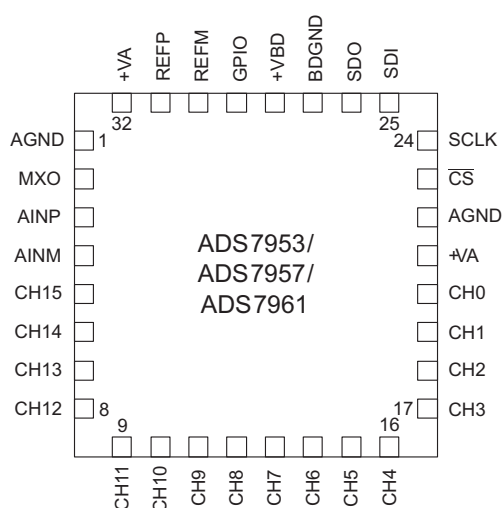 +VA
REFP
REFM
GPIO
+VBD
BDGND
SDO
SDI
32
25
AGND
1
24
SCLK
MXO
CS
AINP
AGND
AINM
ADS7953/
ADS7957/
ADS7961
+VA
CH15
CH0
CH14
CH1
CH13
CH2
CH12
8
17
CH3
9
16
CH11
CH10
CH9
CH8
CH7
CH6
CH5
CH4